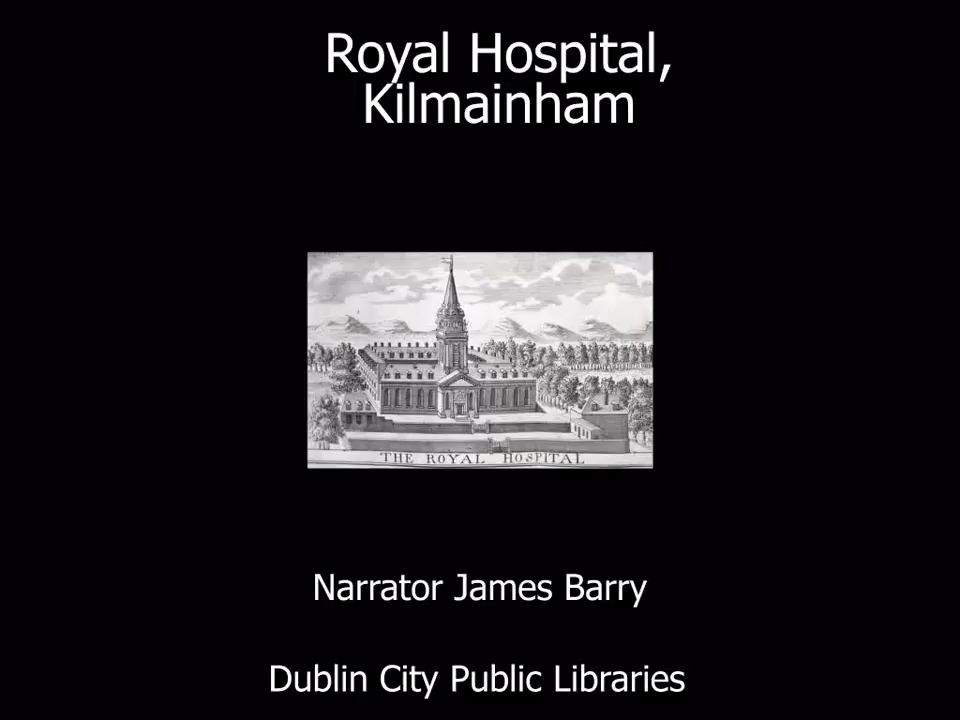 Royal Hospital,
Kilmainham
THE ROYAL HOSPITAL
Narrator James Barry
Dublin City Public Libraries